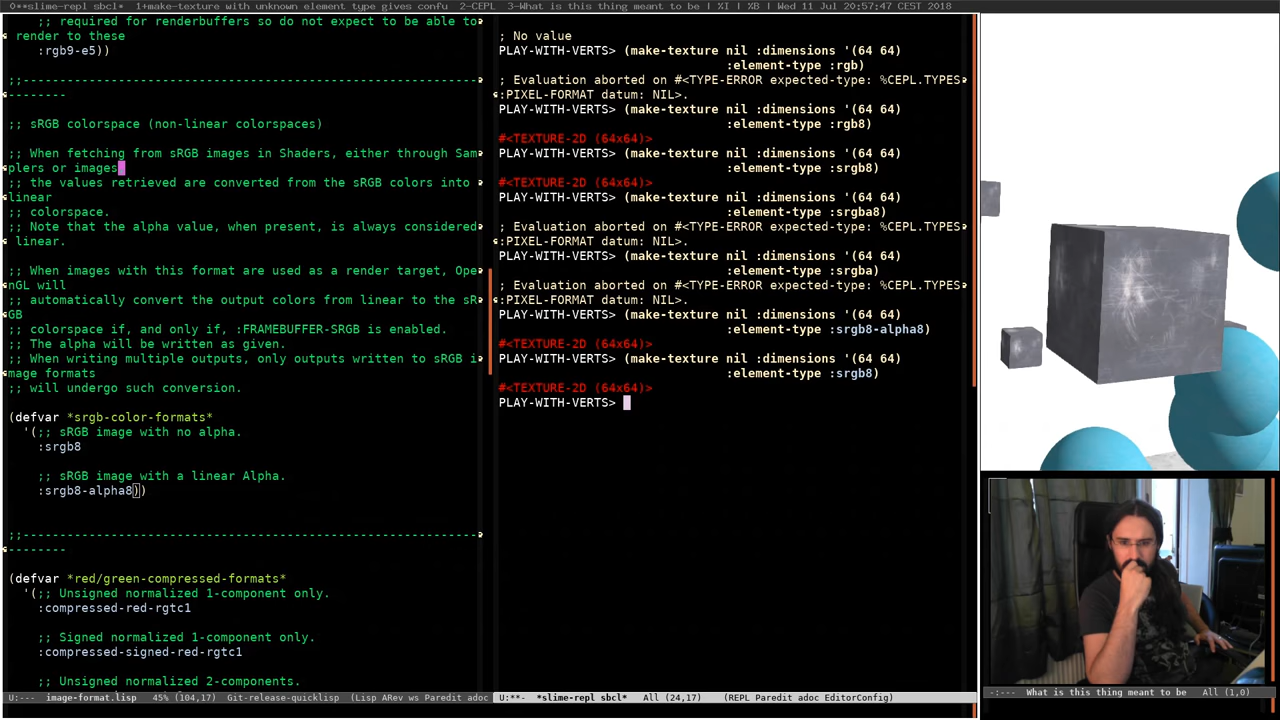 O**slime-repl sbcl*  1+make-texture with unknown element type gives confu  2-CEPL  3-What is this thing meant to be | %I | %B | Wed 11 Jul 20:57:47 CEST 2018
;; required for renderbuffers so do not expect to be able to
render to these
:rgb9-e5))
;;--------------------------------------------------------------
--------
;; sRGB colorspace (non-linear colorspaces)
;; When fetching from sRGB images in Shaders, either through Sam
plers or images
;; the values retrieved are converted from the sRGB colors into
linear
;; colorspace.
;; Note that the alpha value, when present, is always considered
linear.
;; When images with this format are used as a render target, Ope
nGL will
;; automatically convert the output colors from linear to the sR
GB
;; colorspace if, and only if, :FRAMEBUFFER-SRGB is enabled.
;; The alpha will be written as given.
;; When writing multiple outputs, only outputs written to sRGB i
mage formats
;; will undergo such conversion.
(defvar *srgb-color-formats*
'(;; sRGB image with no alpha.
:srgb8
;; sRGB image with a linear Alpha.
:srgb8-alpha8))
;;--------------------------------------------------------------
--------
(defvar *red/green-compressed-formats*
'(;; Unsigned normalized 1-component only.
:compressed-red-rgtc1
;; Signed normalized 1-component only.
:compressed-signed-red-rgtc1
;; Unsigned normalized 2-components.
U:---  image-format.lisp  45% (104,17)  Git-release-quicklisp  (Lisp ARev ws Paredit adoc
; No value
PLAY-WITH-VERTS> (make-texture nil :dimensions '(64 64)
:element-type :rgb)
; Evaluation aborted on #<TYPE-ERROR expected-type: %CEPL.TYPES
:PIXEL-FORMAT datum: NIL>.
PLAY-WITH-VERTS> (make-texture nil :dimensions '(64 64)
:element-type :rgb8)
#<TEXTURE-2D (64x64)>
PLAY-WITH-VERTS> (make-texture nil :dimensions '(64 64)
:element-type :srgb8)
#<TEXTURE-2D (64x64)>
PLAY-WITH-VERTS> (make-texture nil :dimensions '(64 64)
:element-type :srgba8)
; Evaluation aborted on #<TYPE-ERROR expected-type: %CEPL.TYPES
:PIXEL-FORMAT datum: NIL>.
PLAY-WITH-VERTS> (make-texture nil :dimensions '(64 64)
:element-type :srgba)
; Evaluation aborted on #<TYPE-ERROR expected-type: %CEPL.TYPES
:PIXEL-FORMAT datum: NIL>.
PLAY-WITH-VERTS> (make-texture nil :dimensions '(64 64)
:element-type :srgb8-alpha8)
#<TEXTURE-2D (64x64)>
PLAY-WITH-VERTS> (make-texture nil :dimensions '(64 64)
:element-type :srgb8)
#<TEXTURE-2D (64x64)>
PLAY-WITH-VERTS>
U:**-  *slime-repl sbcl*  All (24,17)  (REPL Paredit adoc EditorConfig)
-:---  What is this thing meant to be  All (1,0)